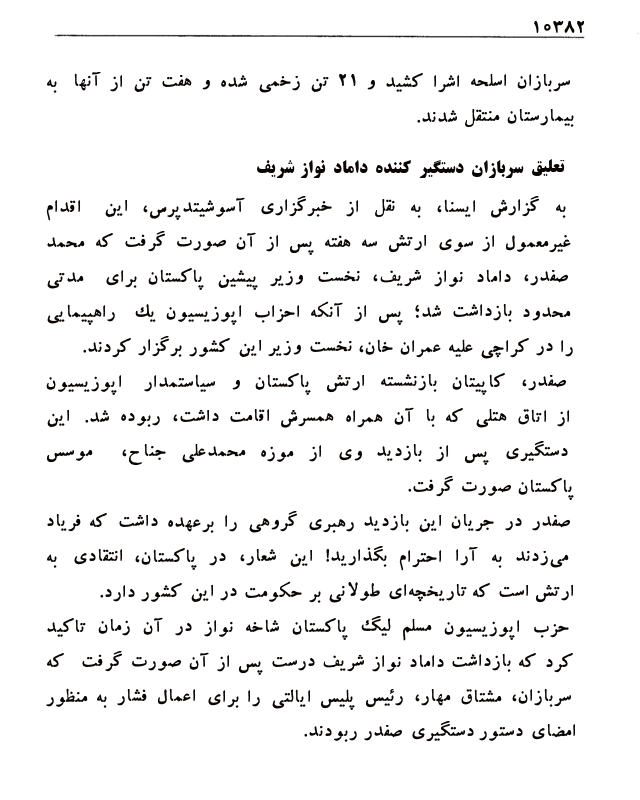 ۱۰۳۸۲
سربازان اسلحه اشرا کشید و ۲۱ تن زخمی شده و هفت تن از آنها به
بیمارستان منتقل شدند.
تعلیق سربازان دستگیر کننده داماد نواز شریف
به گزارش ایسنا، به نقل از خبرگزاری آسوشیتدپرس، این اقدام
غیرمعمول از سوی ارتش سه هفته پس از آن صورت گرفت که محمد
صفدر، داماد نواز شریف، نخست وزیر پیشین پاکستان برای مدتی
محدود بازداشت شد؛ پس از آنکه احزاب اپوزیسیون یك راهپیمایی
را در کراچی علیه عمران خان، نخست وزیر این کشور برگزار کردند.
صفدر، کاپیتان بازنشسته ارتش پاکستان و سیاستمدار اپوزیسیون
از اتاق هتلی که با آن همراه همسرش اقامت داشت، ربوده شد. این
دستگیری پس از بازدید وی از موزه محمدعلی جناح، موسس
پاکستان صورت گرفت.
صفدر در جریان این بازدید رهبری گروهی را برعهده داشت که فریاد
می‌زدند به آرا احترام بگذارید! این شعار، در پاکستان، انتقادی به
ارتش است که تاریخچه‌ای طولانی بر حکومت در این کشور دارد.
حزب اپوزیسیون مسلم لیگ پاکستان شاخه نواز در آن زمان تاکید
کرد که بازداشت داماد نواز شریف درست پس از آن صورت گرفت که
سربازان، مشتاق مهار، رئیس پلیس ایالتی را برای اعمال فشار به منظور
امضای دستور دستگیری صفدر ربودند.